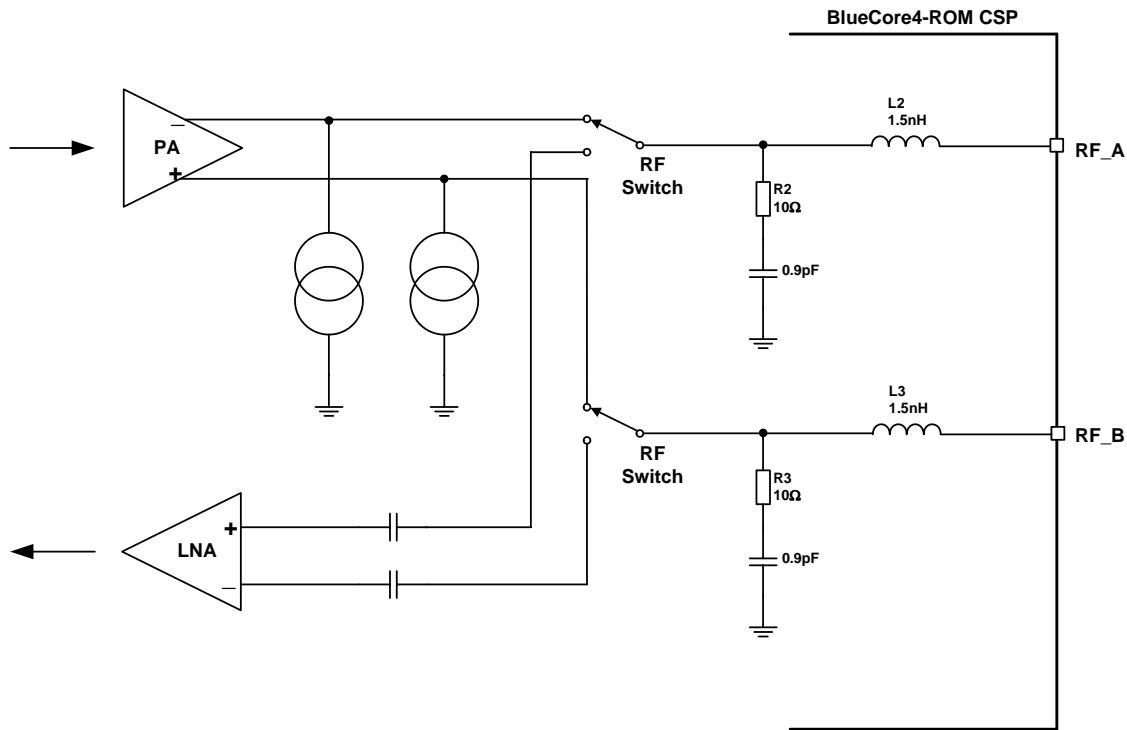 BlueCore4-ROM CSP
L2
1.5nH
RF_A
PA
−
+
RF
Switch
R2
10Ω
0.9pF
L3
1.5nH
RF_B
RF
Switch
R3
10Ω
0.9pF
LNA
+
−